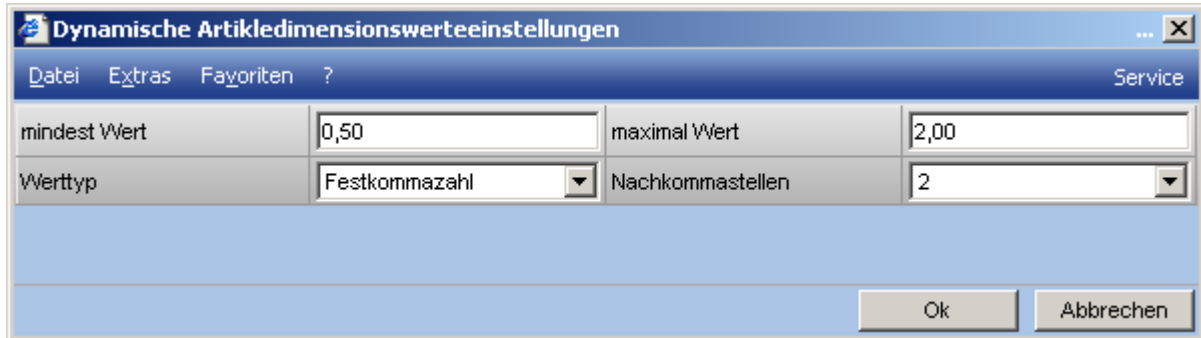 Dynamische Artikledimensionswerteeinstellungen ...
Datei Extras Favoriten ? Service
mindest Wert 0,50 maximal Wert 2,00
Werttyp Festkommazahl Nachkommastellen 2
Ok Abbrechen